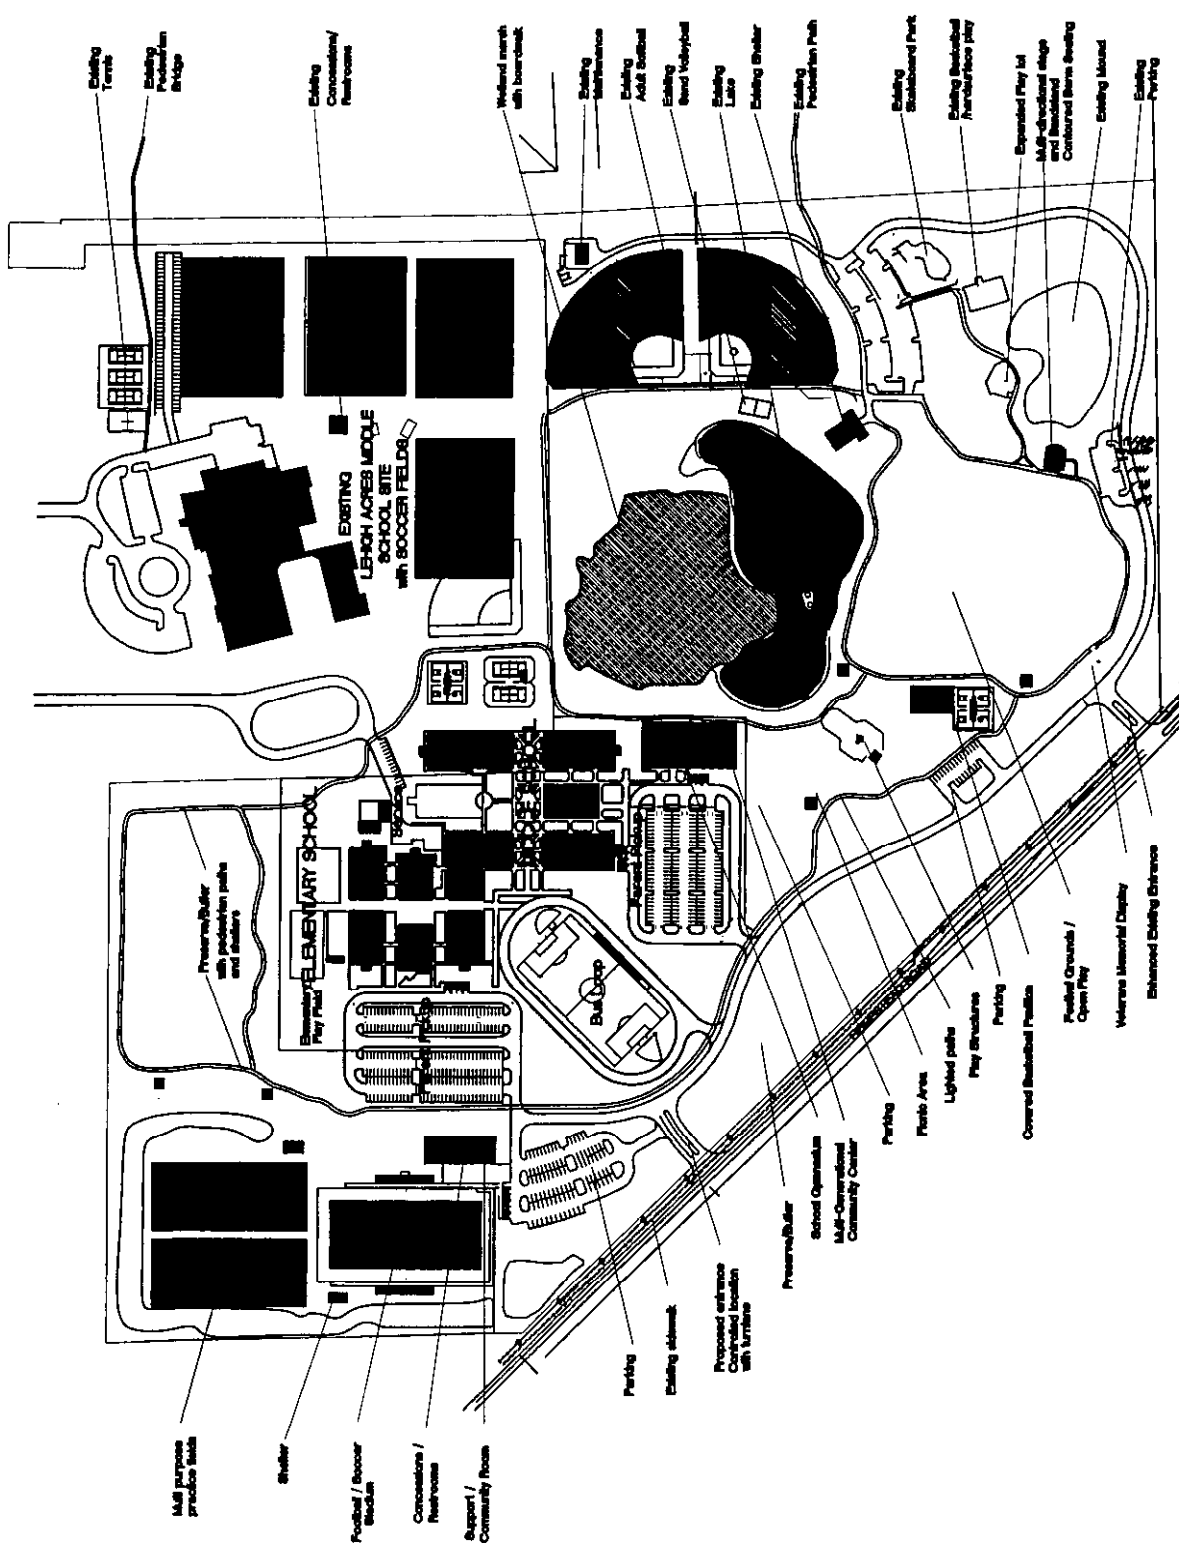 Existing
Tennis
Existing
Pedestrian
Bridge
Existing
Concessions/
Restrooms
Wetland marsh
with boardwalk
Existing
Maintenance
Existing
Adult Softball
Existing
Sand Volleyball
Existing
Lake
Existing Shelter
Existing
Pedestrian Path
Existing
Skateboard Park
Existing Basketball
/hardsurface play
Expanded Play lot
Multi-directional stage
and Bandstand
Contoured Berm Seating
Existing Mound
Existing
Parking
EXISTING
LEHIGH ACRES MIDDLE
SCHOOL SITE
with SOCCER FIELDS
Preserve/Buffer
with pedestrian paths
and shelters
ELEMENTARY SCHOOL
Elementary
Play Field
Service
Parent Pickup
Bus Loop
Multi purpose
practice fields
Shelter
Football / Soccer
Stadium
Concessions /
Restrooms
Support /
Community Room
Parking
Existing sidewalk
Proposed entrance
Controlled location
with turnlane
Preserve/Buffer
School Gymnasium
Multi-Generational
Community Center
Parking
Picnic Area
Lighted paths
Play Structures
Parking
Covered Basketball Pavilion
Festival Grounds /
Open Play
Veterans Memorial Display
Enhanced Existing Entrance